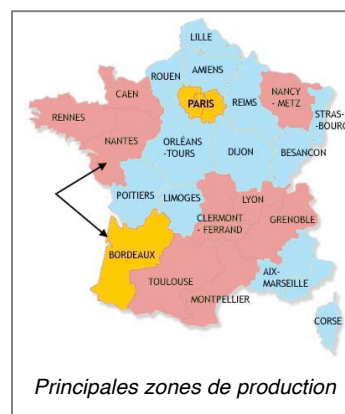 LILLE
AMIENS
ROUEN
CAEN
PARIS
REIMS
NANCY
-METZ
STRAS-
-BOURG
RENNES
NANTES
ORLÉANS
-TOURS
DIJON
BESANCON
POITIERS
LIMOGES
LYON
CLERMONT
-FERRAND
GRENOBLE
BORDEAUX
TOULOUSE
AIX-
MARSEILLE
MONTPELLIER
CORSE
Principales zones de production